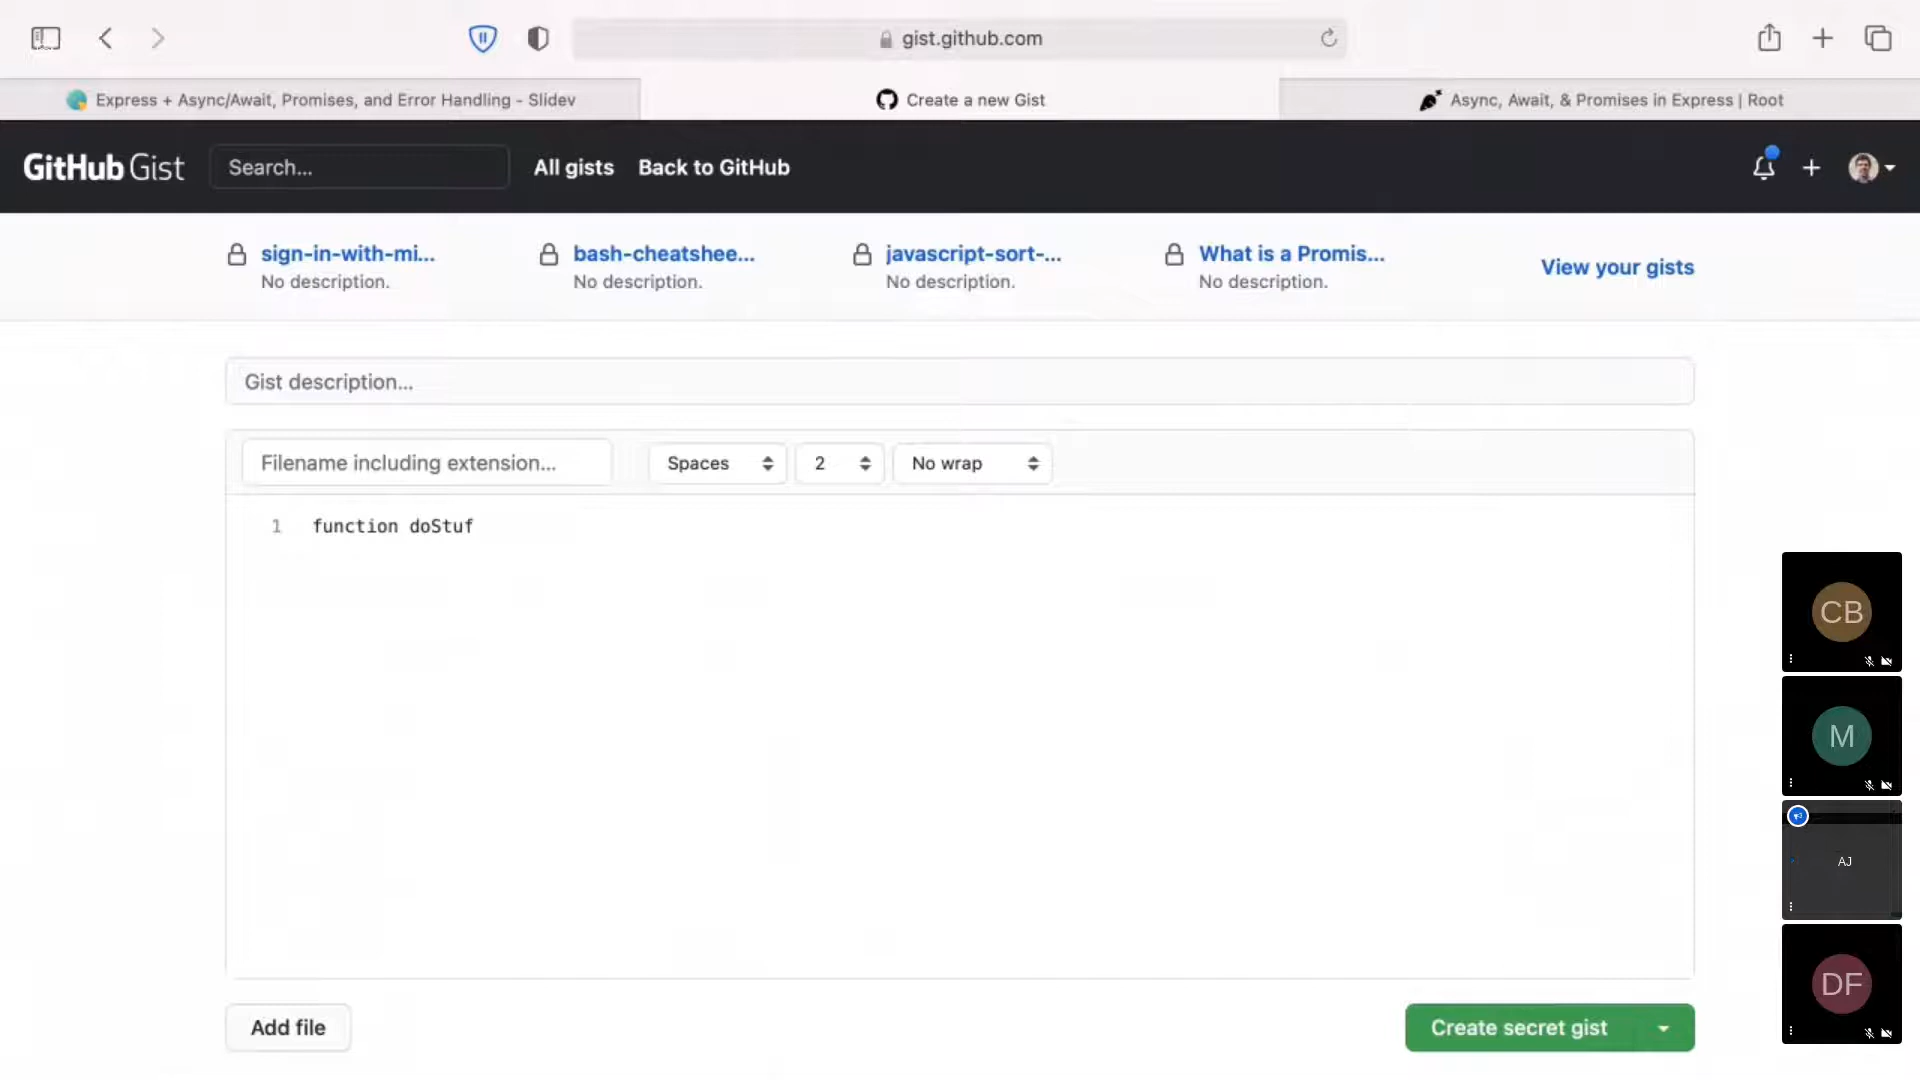 gist.github.com
Express + Async/Await, Promises, and Error Handling - Slidev
Create a new Gist
Async, Await, & Promises in Express | Root
GitHub Gist
Search...
All gists
Back to GitHub
sign-in-with-mi...
No description.
bash-cheatshee...
No description.
javascript-sort-...
No description.
What is a Promis...
No description.
View your gists
Gist description...
Filename including extension...
Spaces
2
No wrap
1 function doStuf
CB
M
AJ
DF
Add file
Create secret gist